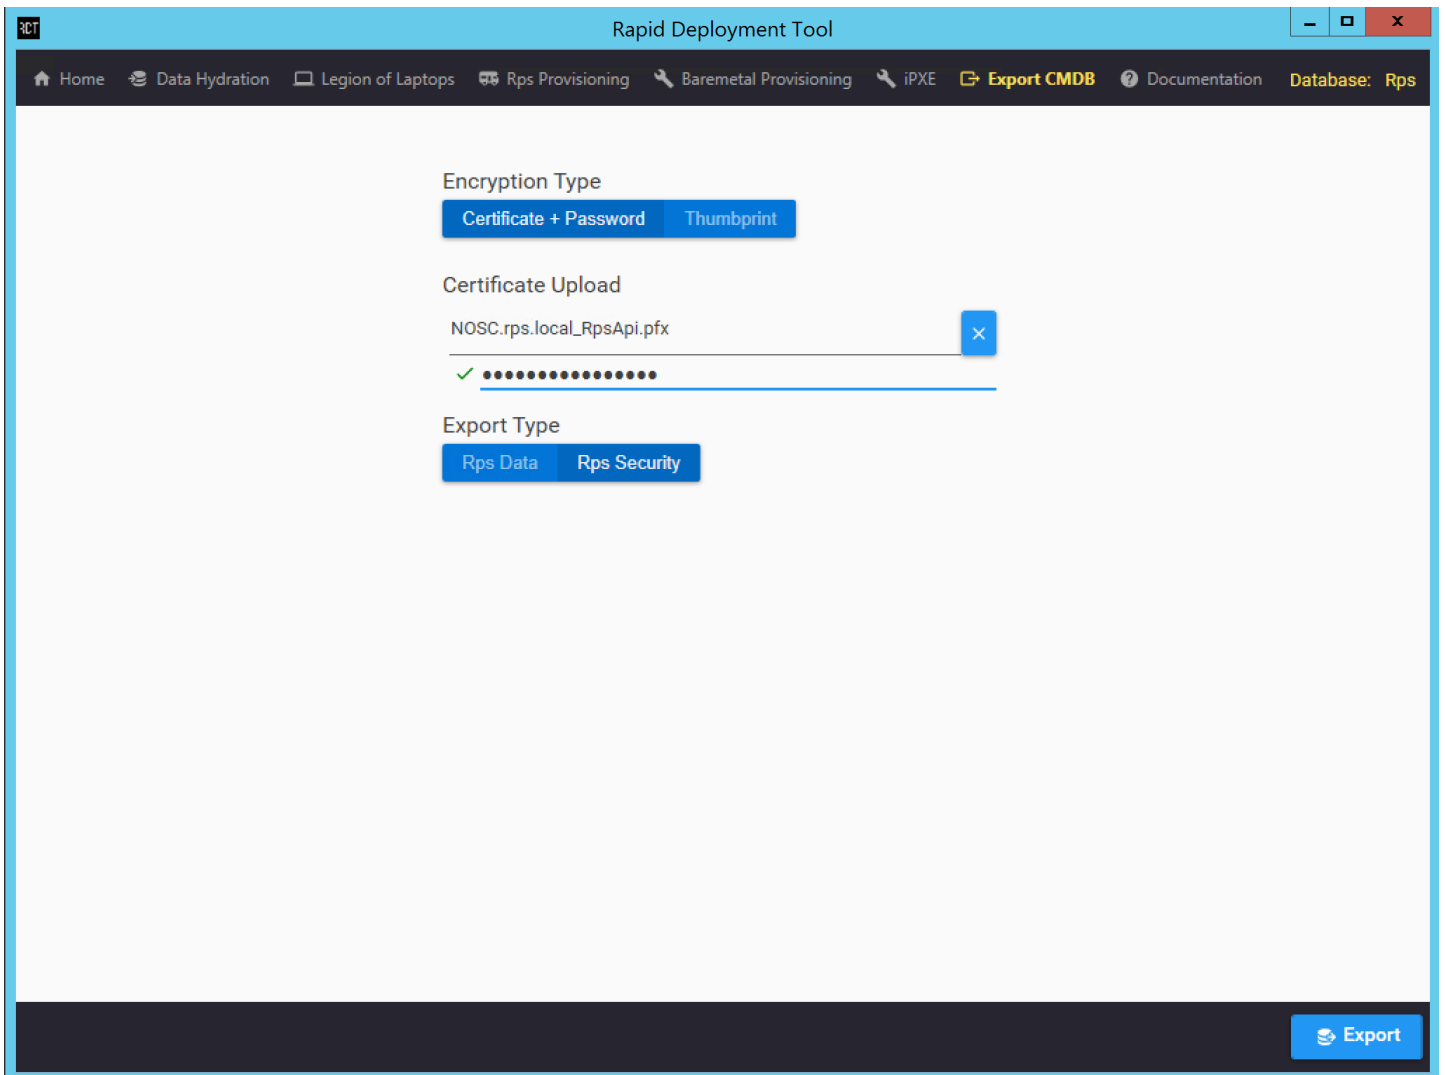 RCT
Rapid Deployment Tool
Home Data Hydration Legion of Laptops Rps Provisioning Baremetal Provisioning iPXE Export CMDB Documentation Database: Rps
Encryption Type
Certificate + Password Thumbprint
Certificate Upload
NOSC.rps.local_RpsApi.pfx
••••••••••••••••
Export Type
Rps Data Rps Security
Export